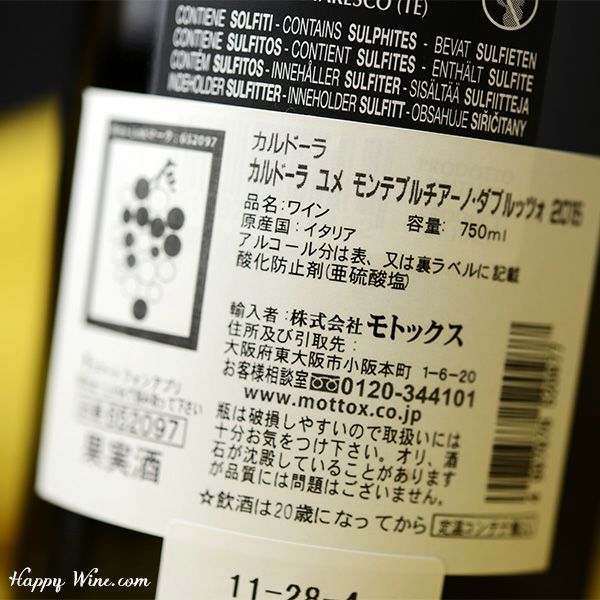 (TE)
CONTIENE SOLFITI - CONTAINS SULPHITES - BEVAT SULFIETEN
CONTIENE SULFITOS - CONTIENT SULFITES - ENTHÄLT SULFITE
CONTÉM SULFITOS - INNEHÅLLER SULFITER - SISÄLTÄÄ SULFIITTEJA
INDEHOLDER SULFITTER - INNEHOLDER SULFITT - OBSAHUJE SIŘIČITANY
652097
カルドーラ
カルドーラ ユメ モンテプルチアーノ・ダブルッツォ 2015
品名:ワイン 容量: 750ml
原産国:イタリア
アルコール分は表、又は裏ラベルに記載
酸化防止剤(亜硫酸塩)
輸入者:株式会社 モトックス
住所及び引取先:
大阪府東大阪市小阪本町 1-6-20
お客様相談室 0120-344101
www.mottox.co.jp
瓶は破損しやすいので取扱いには
十分お気をつけ下さい。オリ、酒
石が沈殿していることがあります
が品質には問題はございません。
☆飲酒は20歳になってから
652097
果実酒
11-28-4
Happy Wine.com